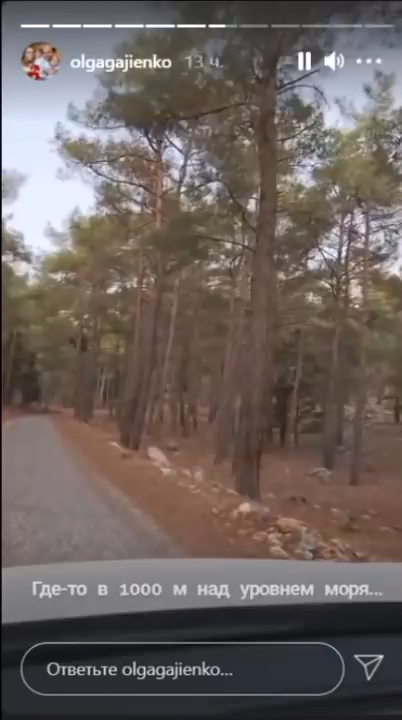 olgagajienko 13 ч.
Где-то в 1000 м над уровнем моря...
Ответьте olgagajienko...